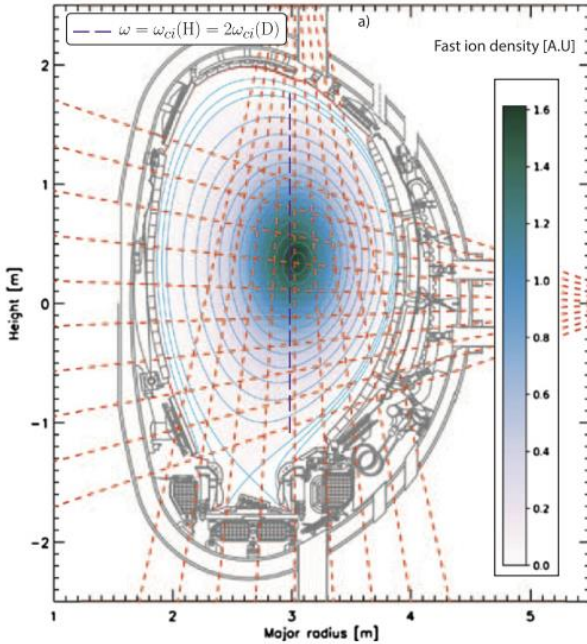 a)
ω = ω_ci(H) = 2ω_ci(D)
Fast ion density [A.U]
2
1
0
-1
-2
Height [m]
1.6
1.4
1.2
1.0
0.8
0.6
0.4
0.2
0.0
1 2 3 4 5
Major radius [m]